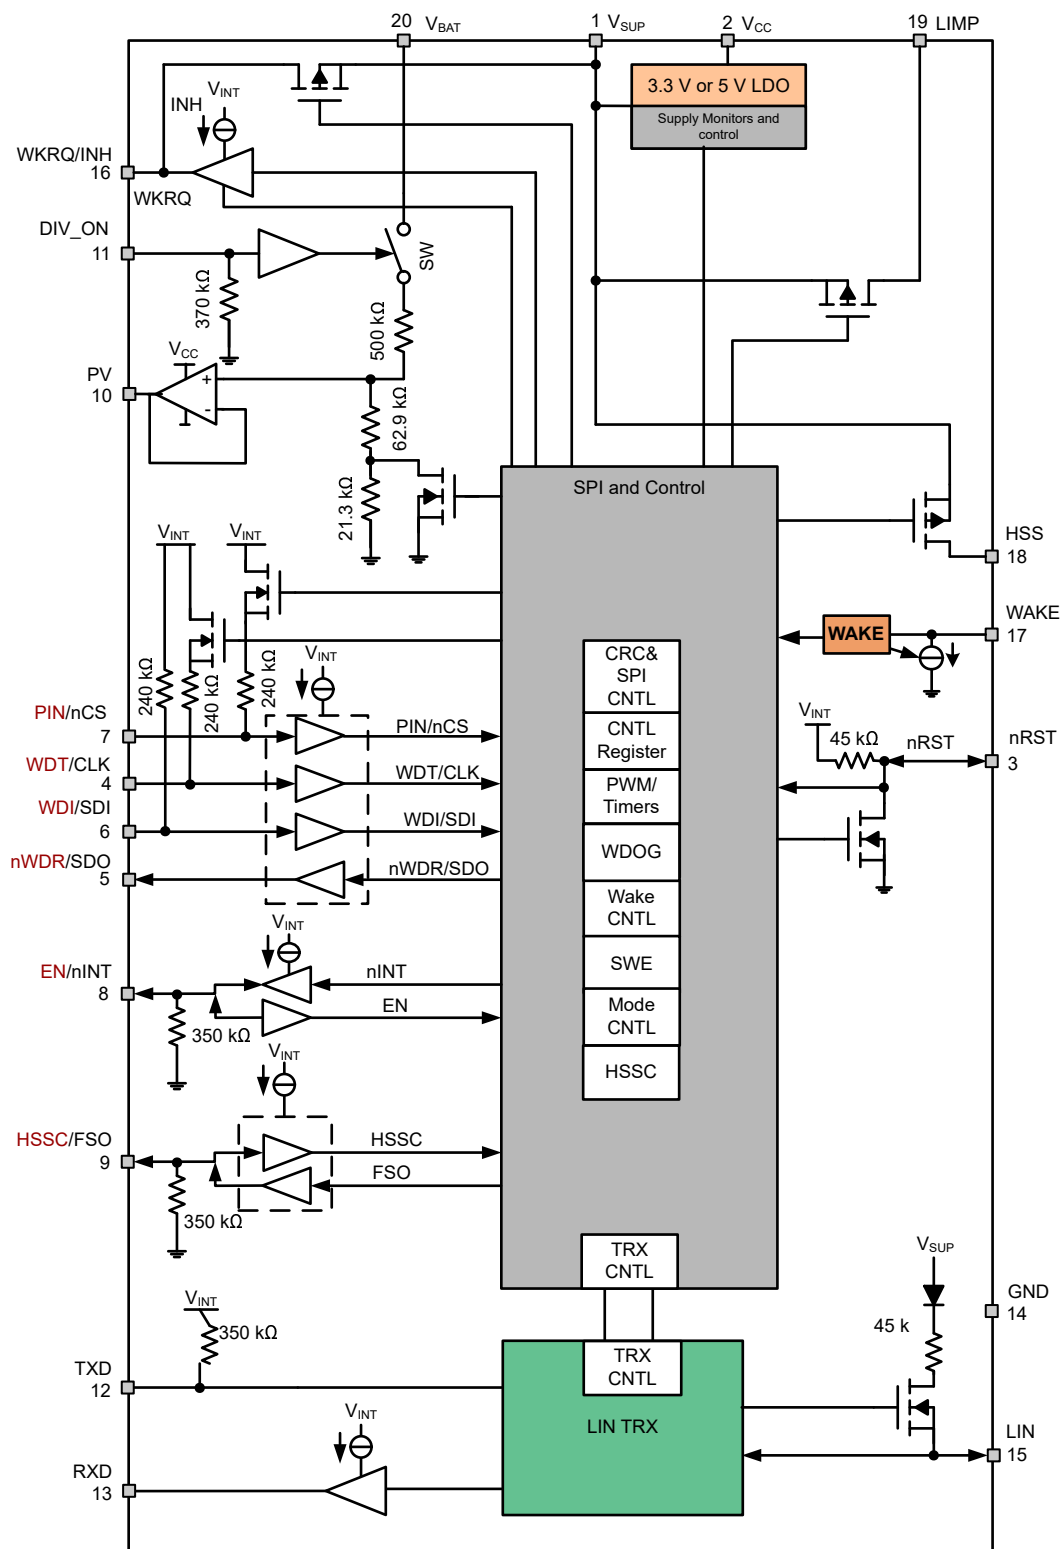 20 VBAT
1 VSUP
2 VCC
19 LIMP
3.3 V or 5 V LDO
Supply Monitors and
control
VINT
INH
WKRQ/INH
16
WKRQ
DIV_ON
11
SW
370 kΩ
500 kΩ
VCC
PV
10
+
-
62.9 kΩ
21.3 kΩ
SPI and Control
HSS
18
VINT
VINT
WAKE
17
WAKE
240 kΩ
240 kΩ
240 kΩ
VINT
CRC&
SPI
CNTL
PIN/nCS
7
PIN/nCS
CNTL
Register
VINT
45 kΩ
nRST
nRST
3
WDT/CLK
4
WDT/CLK
PWM/
Timers
WDI/SDI
6
WDI/SDI
WDOG
nWDR/SDO
5
nWDR/SDO
Wake
CNTL
VINT
SWE
EN/nINT
8
nINT
EN
Mode
CNTL
350 kΩ
VINT
HSSC
HSSC/FSO
9
HSSC
FSO
350 kΩ
TRX
CNTL
VSUP
GND
14
VINT
350 kΩ
45 k
TXD
12
TRX
CNTL
LIN TRX
VINT
LIN
15
RXD
13